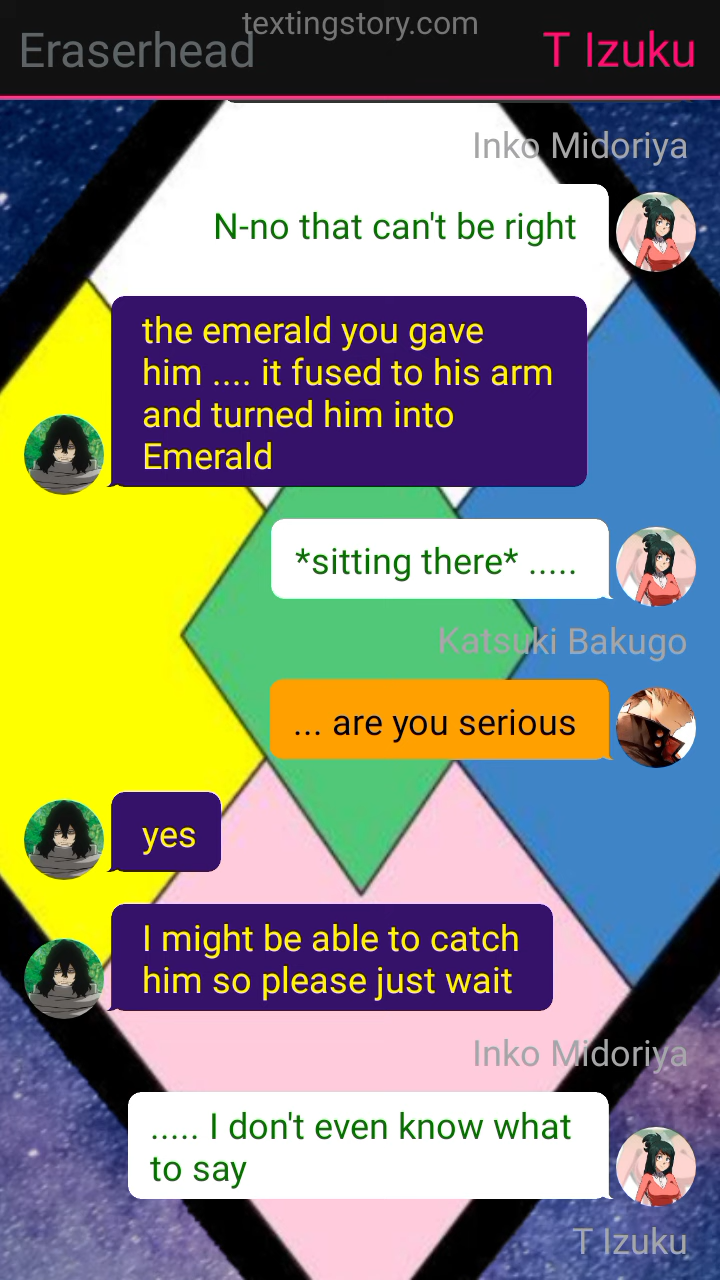 textingstory.com
Eraserhead
T Izuku
Inko Midoriya
N-no that can't be right
the emerald you gave
him .... it fused to his arm
and turned him into
Emerald
*sitting there* .....
Katsuki Bakugo
... are you serious
yes
I might be able to catch
him so please just wait
Inko Midoriya
..... I don't even know what
to say
T Izuku